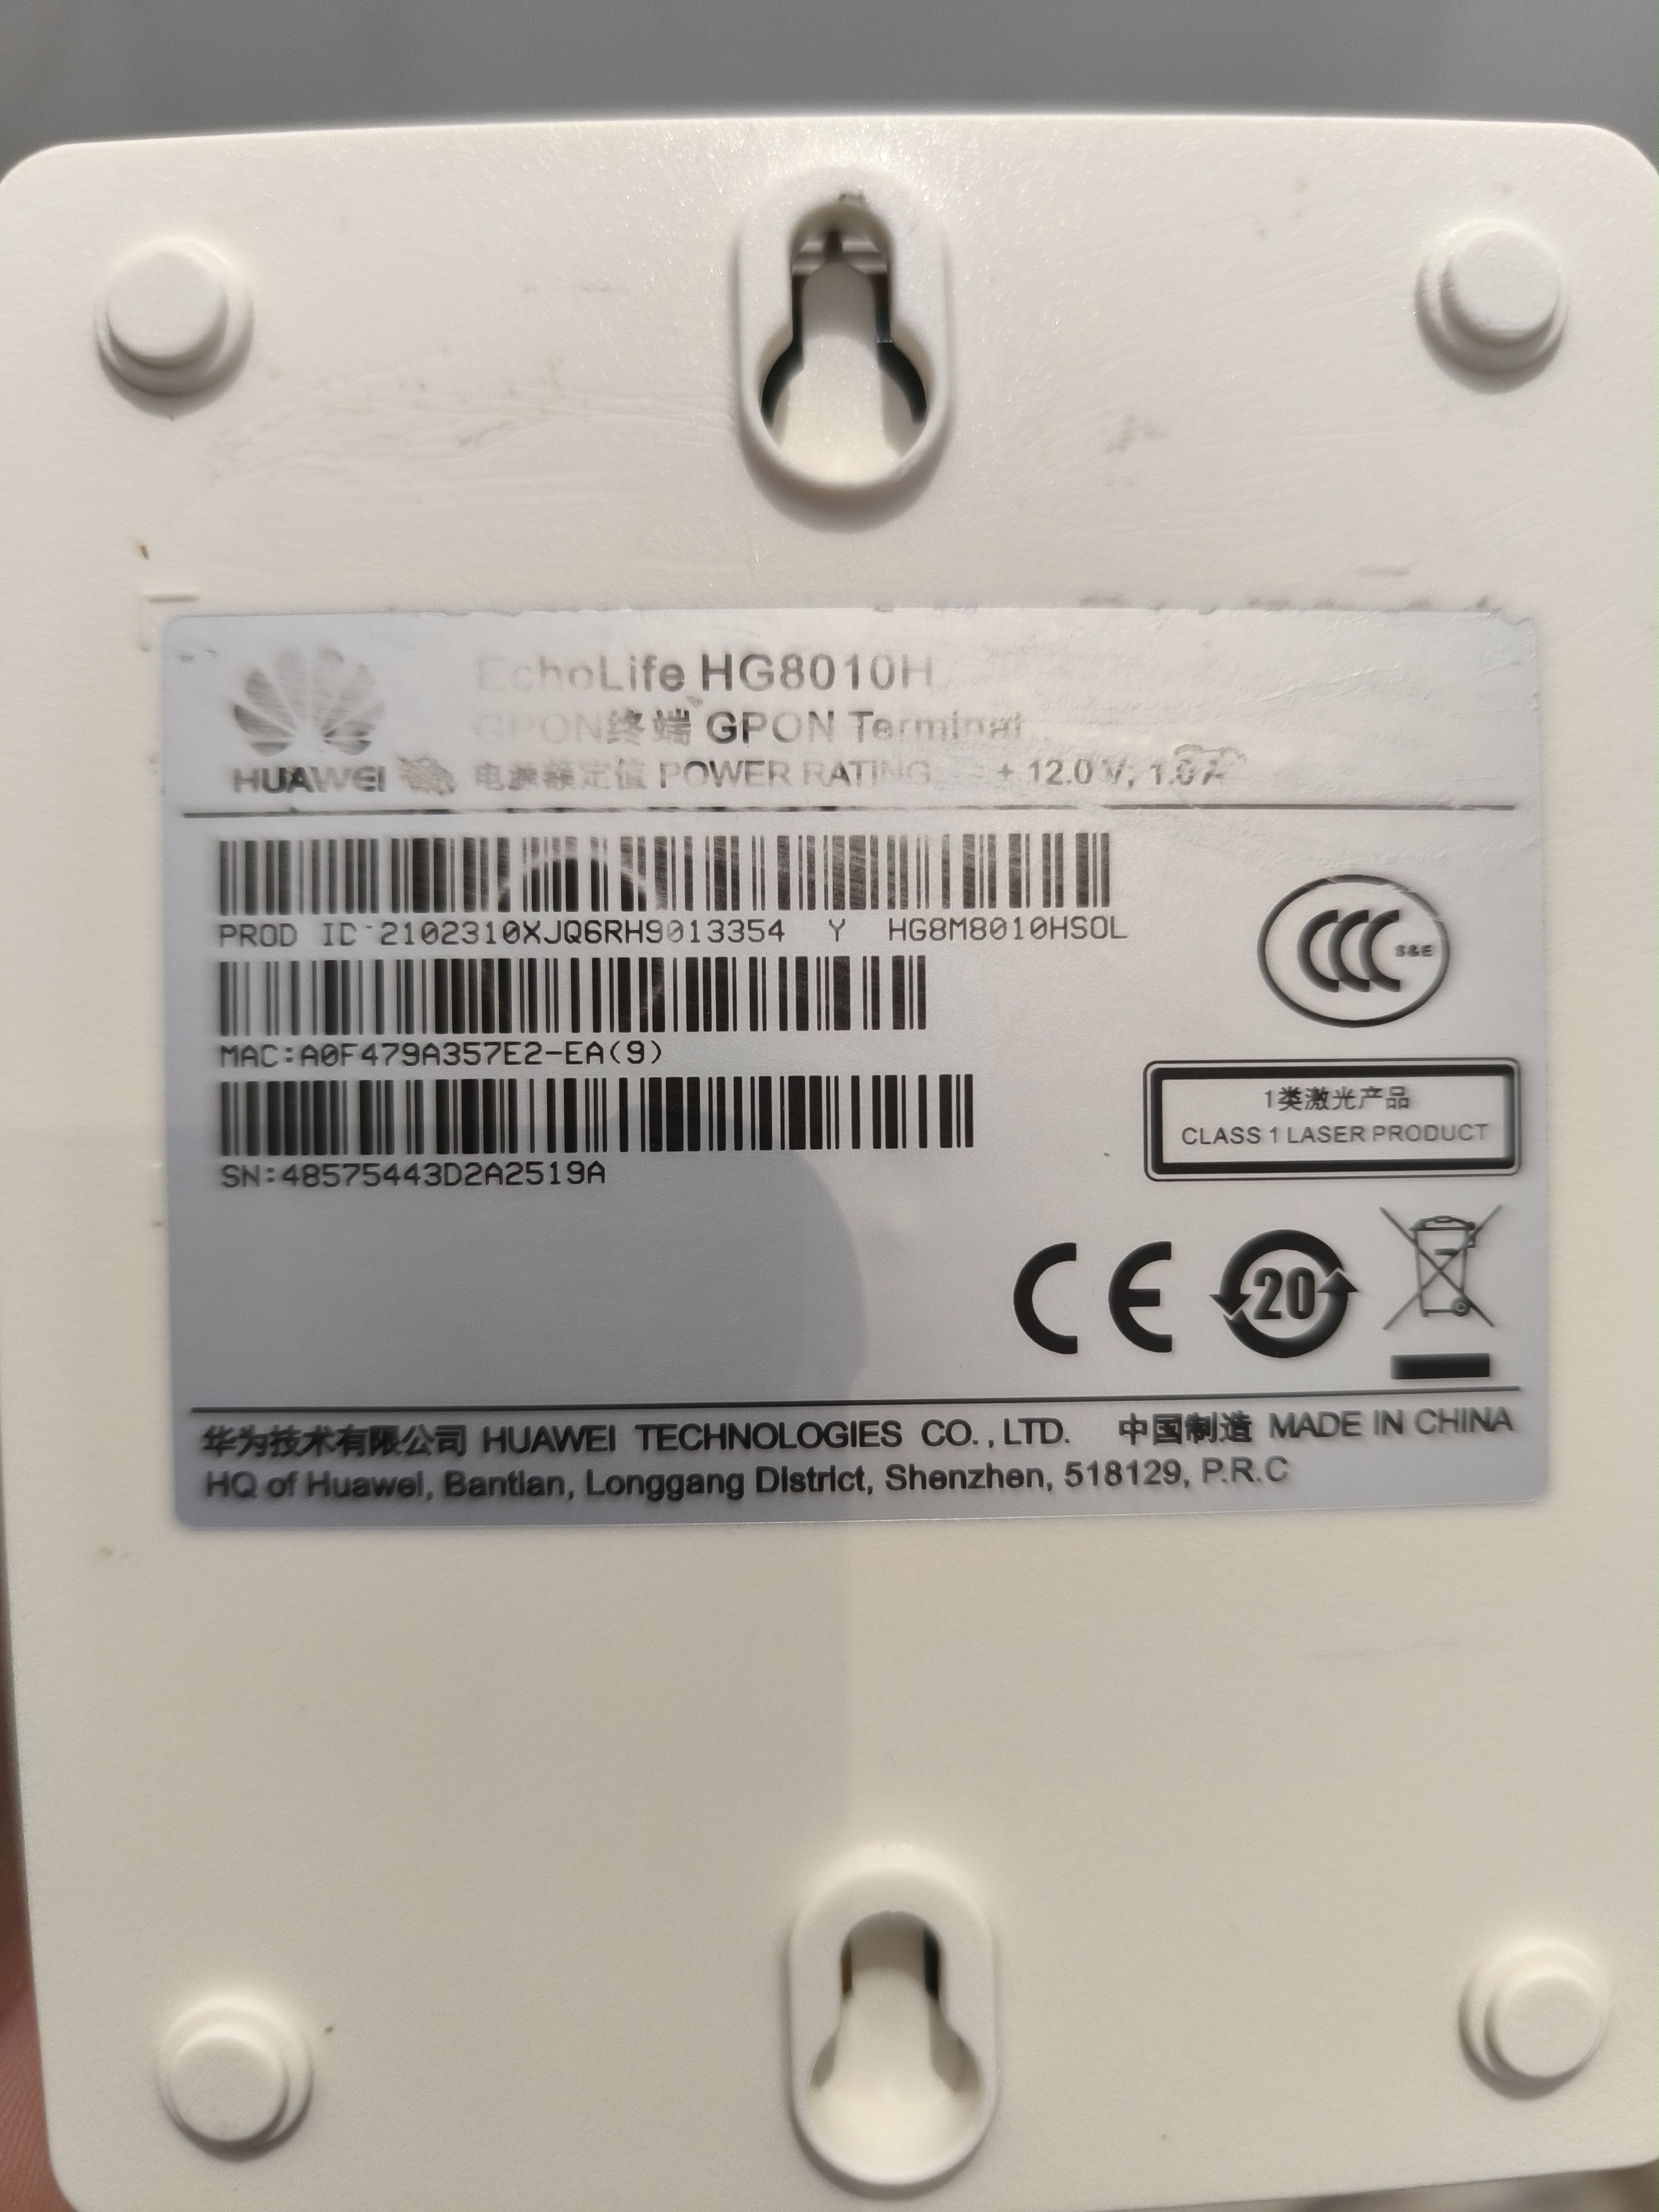 EchoLife HG8010H
GPON终端 GPON Terminal
HUAWEI 电源额定值 POWER RATING + 12.0 V, 1.0 A
PROD ID 2102310XJQ6RH9013354 Y HG8M8010HSOL
S&E
MAC:A0F479A357E2-EA(9)
1类激光产品
CLASS 1 LASER PRODUCT
SN:48575443D2A2519A
CE 20
华为技术有限公司 HUAWEI TECHNOLOGIES CO.,LTD. 中国制造 MADE IN CHINA
HQ of Huawei, Bantian, Longgang District, Shenzhen, 518129, P.R.C